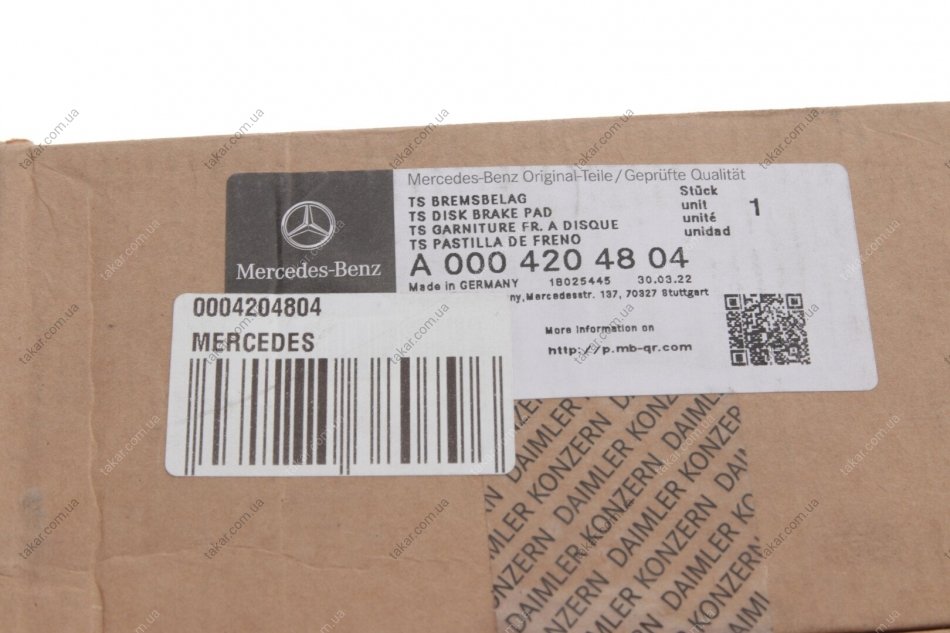 Mercedes-Benz Original-Teile/Geprüfte Qualität
TS BREMSBELAG
TS DISK BRAKE PAD
TS GARNITURE FR. A DISQUE
TS PASTILLA DE FRENO
Stück
unit
unité
unidad
1
Mercedes-Benz
A 000 420 48 04
Made in GERMANY 18025445 30.03.22
ny, Mercedesstr. 137, 70327 Stuttgart
More information on
http://p.mb-qr.com
0004204804
MERCEDES
DAIMLER KONZERN DAIMLER KONZERN
takar.com.ua